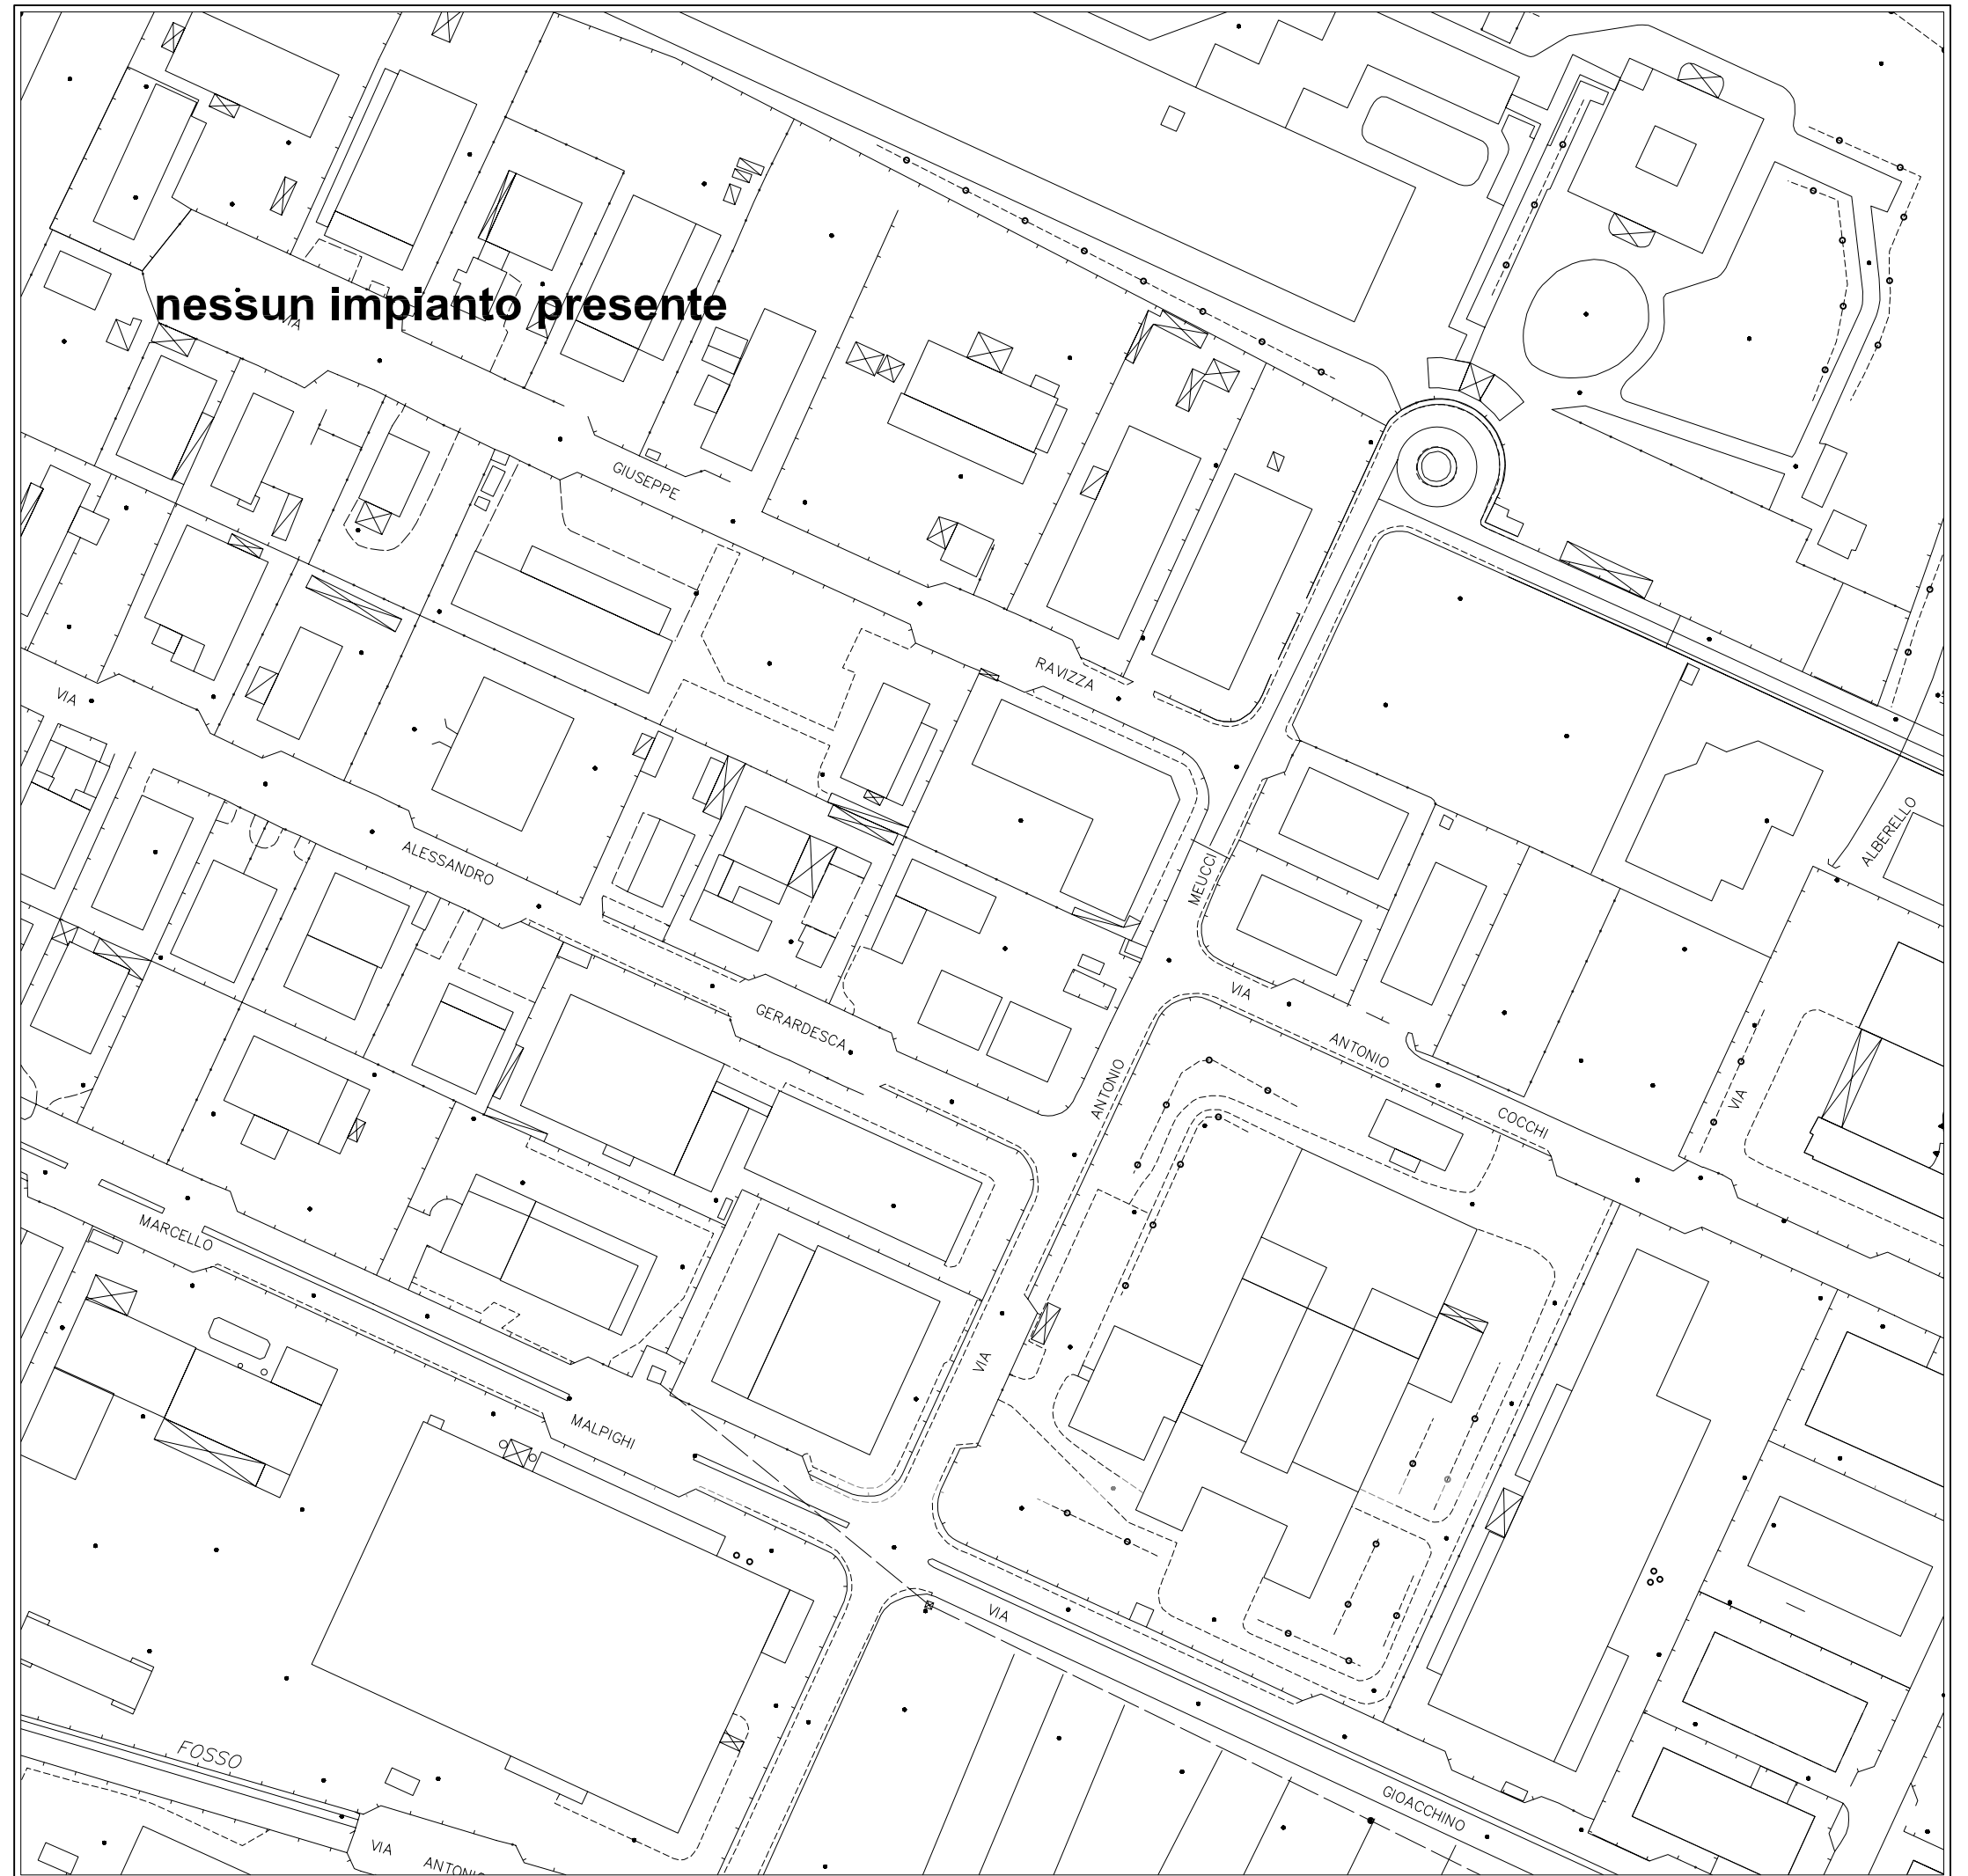 nessun impianto presente
VIA
GIUSEPPE
RAVIZZA
VIA
ALESSANDRO
GERARDESCA
MEUCCI
ANTONIO
VIA
VIA
ANTONIO
COCCHI
VIA
ALBERELLO
MARCELLO
MALPIGHI
VIA
GIOACCHINO
FOSSO
VIA
ANTONIO